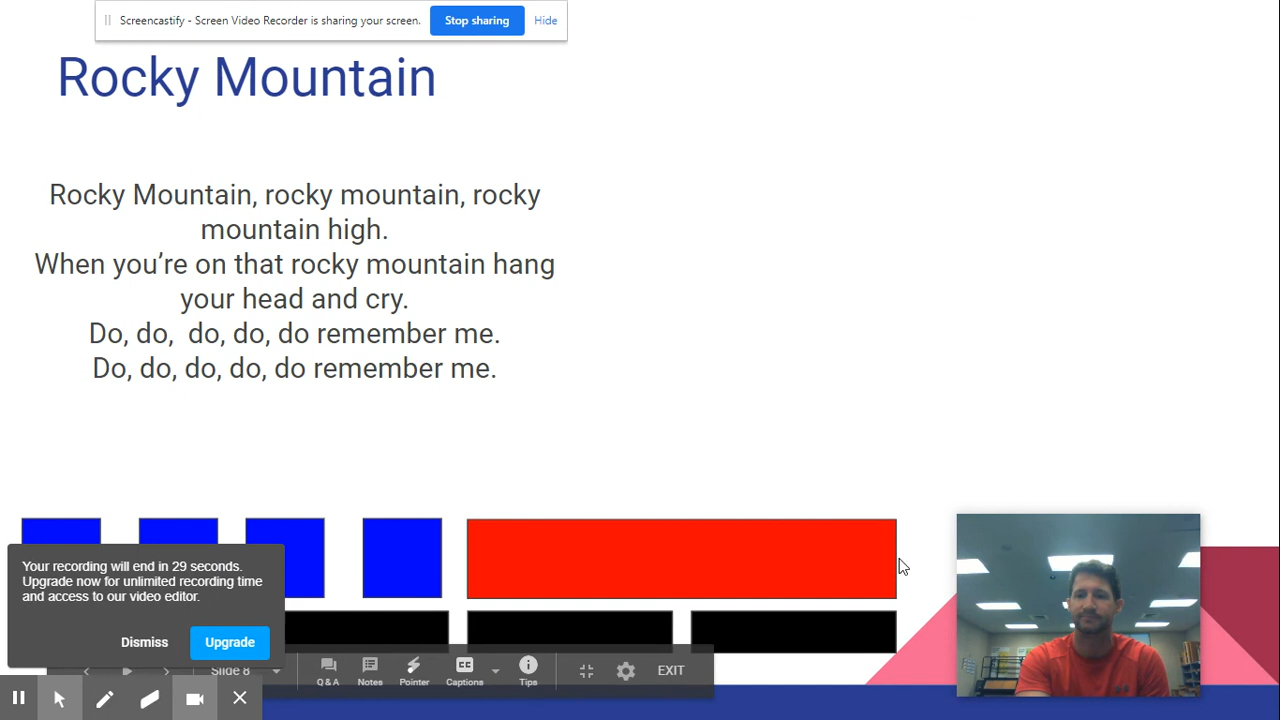 Screencastify - Screen Video Recorder is sharing your screen.
Stop sharing
Hide
Rocky Mountain
Rocky Mountain, rocky mountain, rocky
mountain high.
When you’re on that rocky mountain hang
your head and cry.
Do, do,  do, do, do remember me.
Do, do, do, do, do remember me.
Your recording will end in 29 seconds.
Upgrade now for unlimited recording time
and access to our video editor.
Dismiss
Upgrade
Slide 8
Q & A
Notes
Pointer
Captions
Tips
EXIT